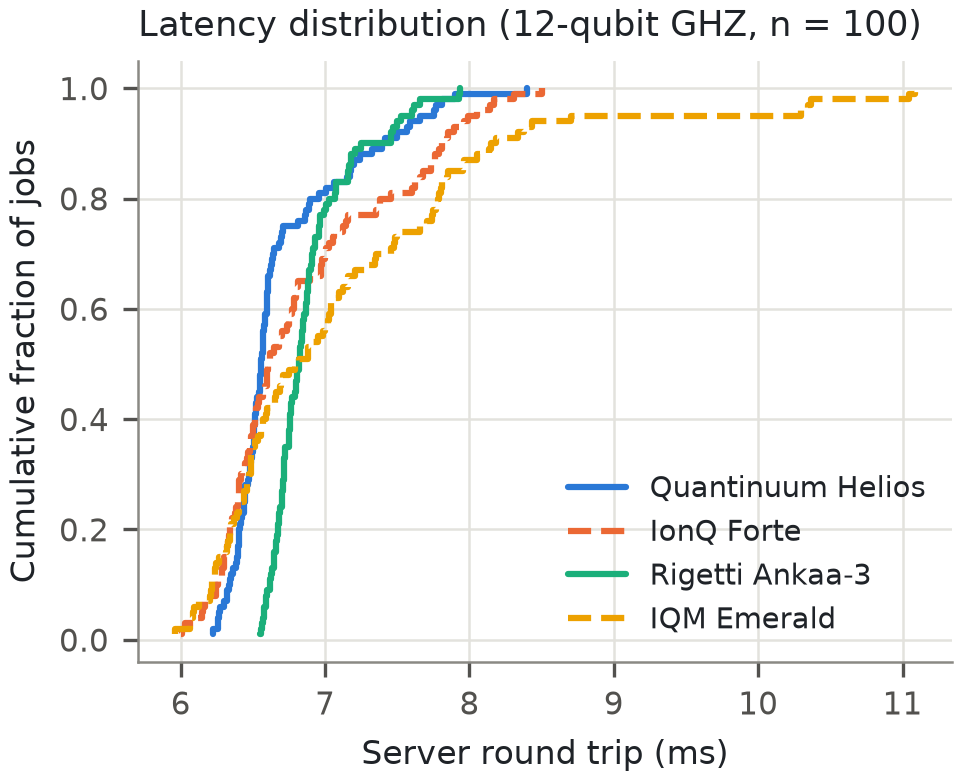 Latency distribution (12-qubit GHZ, n = 100)
Cumulative fraction of jobs
1.0
0.8
0.6
0.4
0.2
0.0
Quantinuum Helios
IonQ Forte
Rigetti Ankaa-3
IQM Emerald
6 7 8 9 10 11
Server round trip (ms)